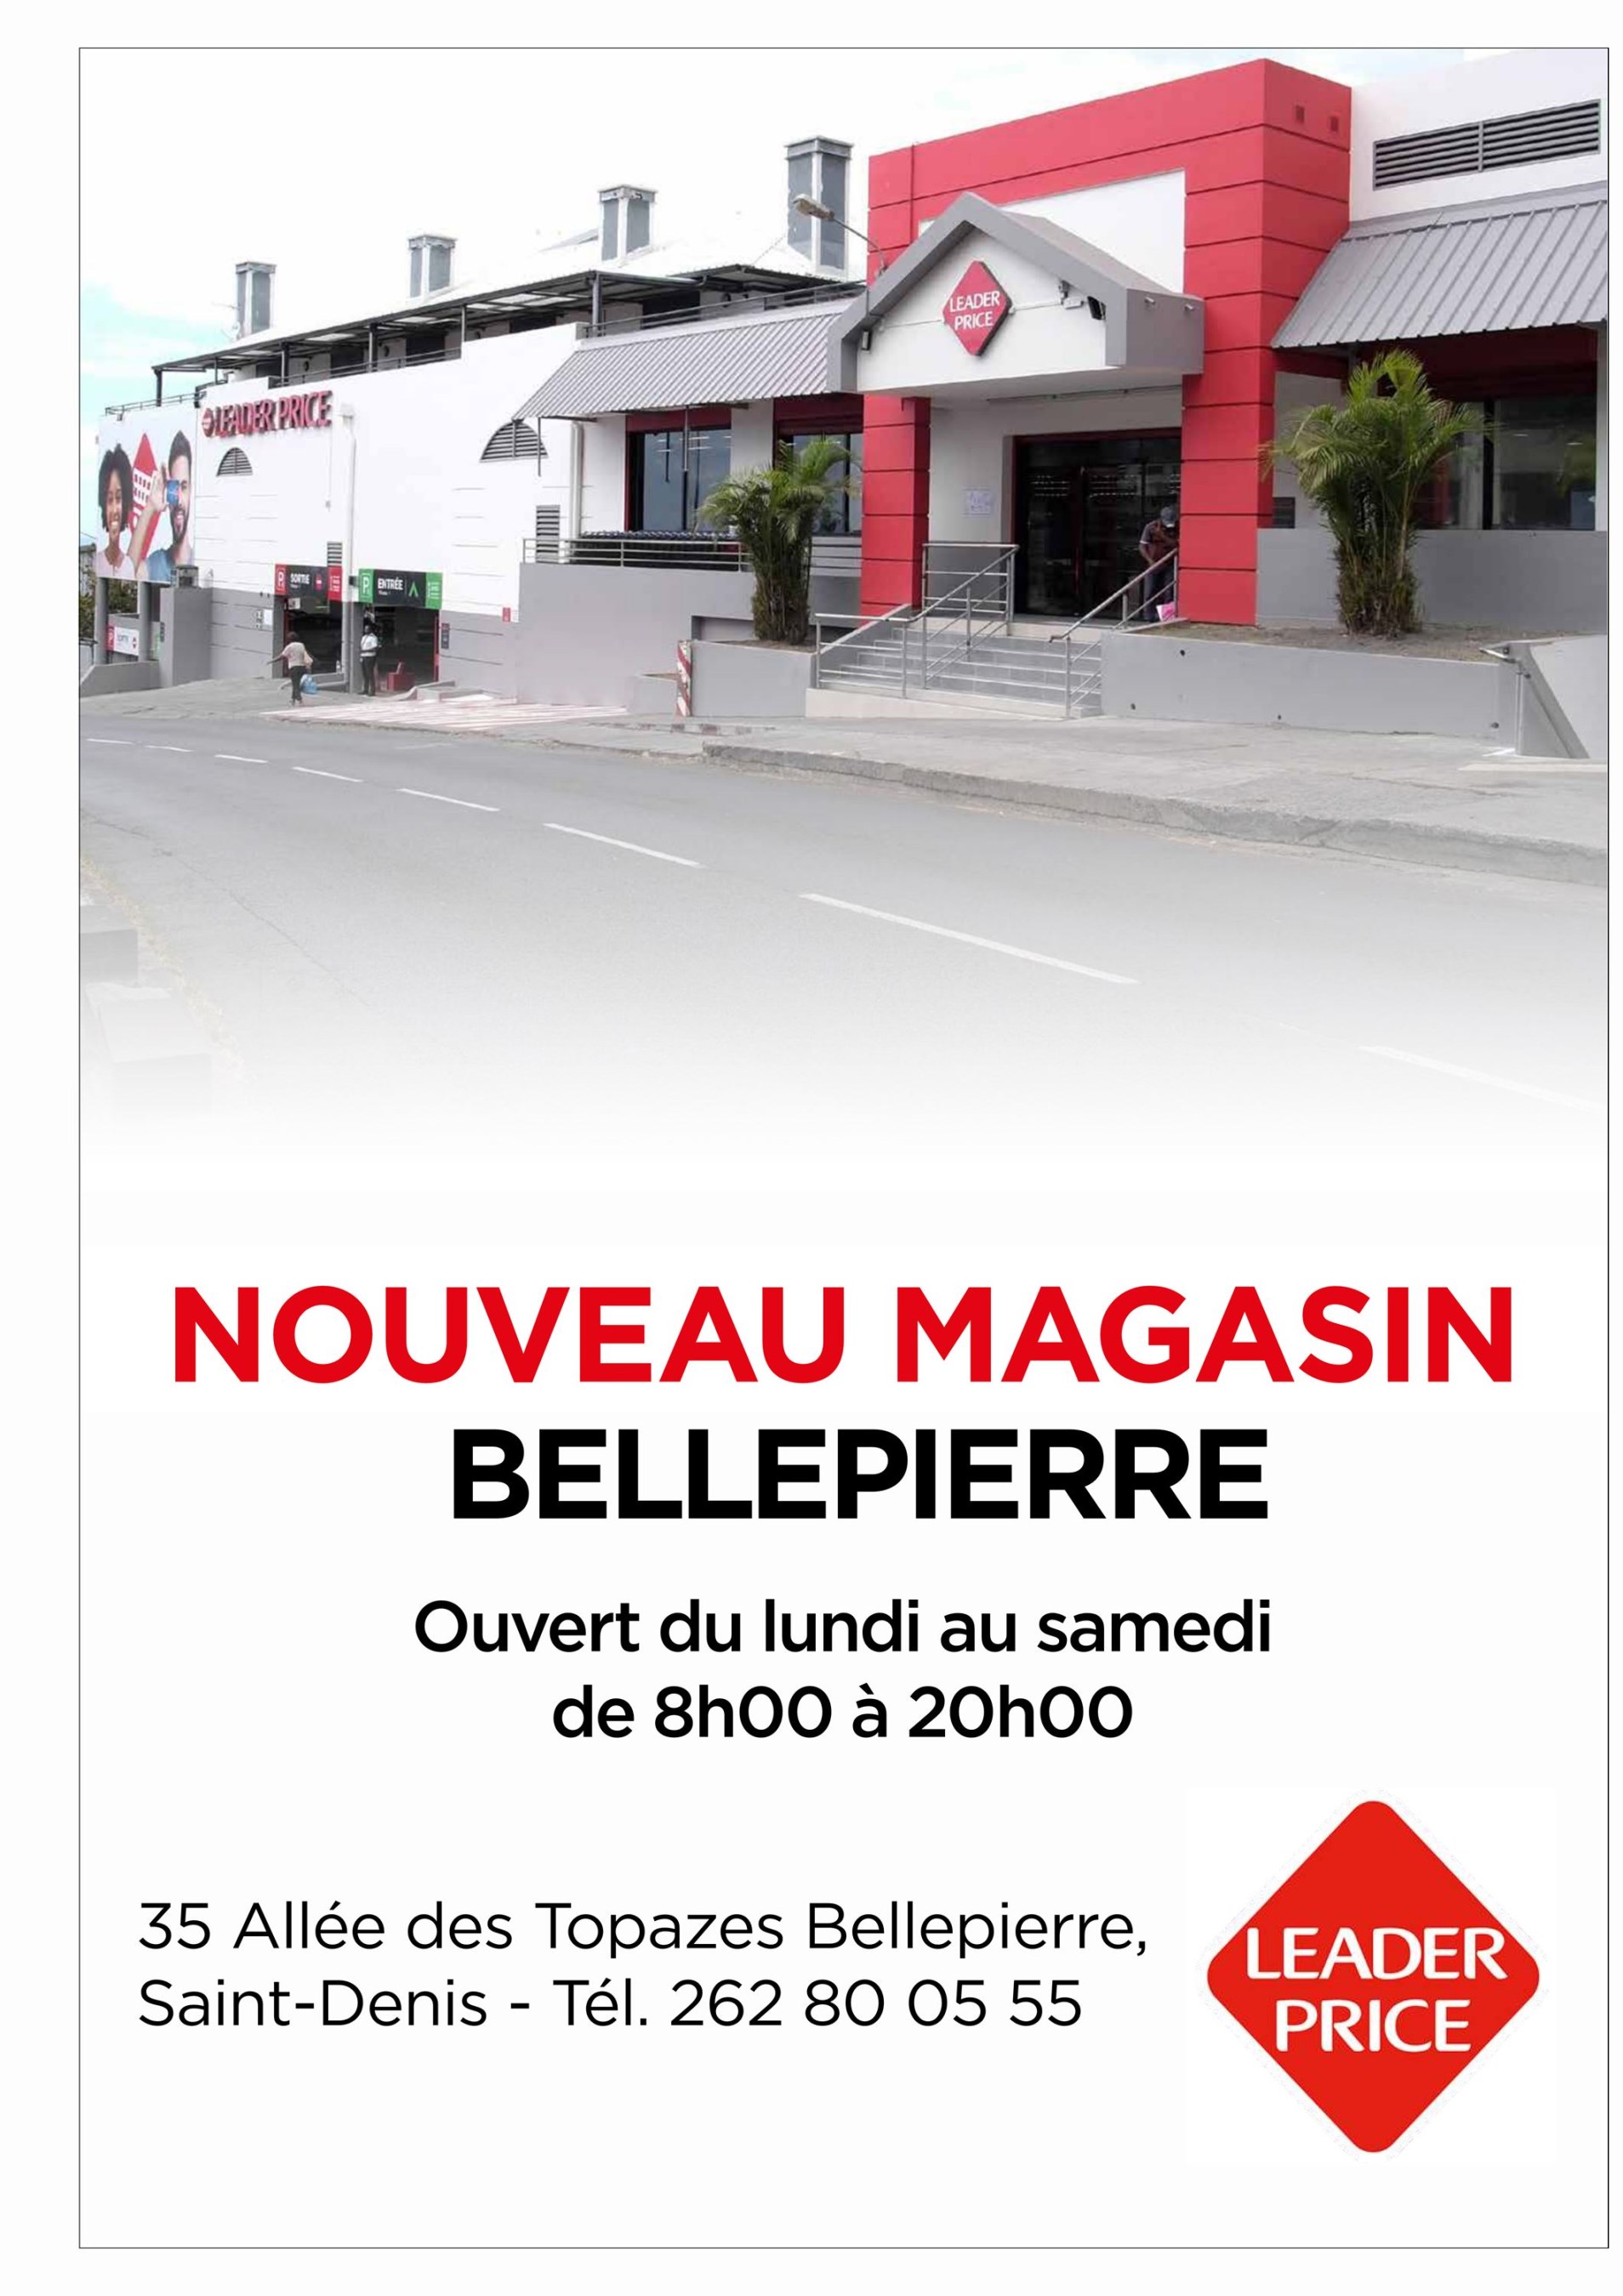 LEADER
PRICE
LEADER PRICE
P SORTIE
P ENTRÉE
NOUVEAU MAGASIN
BELLEPIERRE
Ouvert du lundi au samedi
de 8h00 à 20h00
35 Allée des Topazes Bellepierre,
Saint-Denis - Tél. 262 80 05 55
LEADER
PRICE